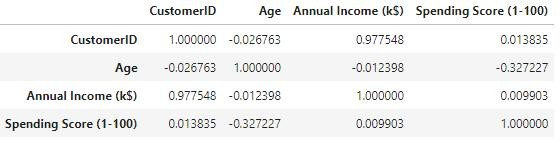 CustomerID Age Annual Income (k$) Spending Score (1-100)
CustomerID 1.000000 -0.026763 0.977548 0.013835
Age -0.026763 1.000000 -0.012398 -0.327227
Annual Income (k$) 0.977548 -0.012398 1.000000 0.009903
Spending Score (1-100) 0.013835 -0.327227 0.009903 1.000000